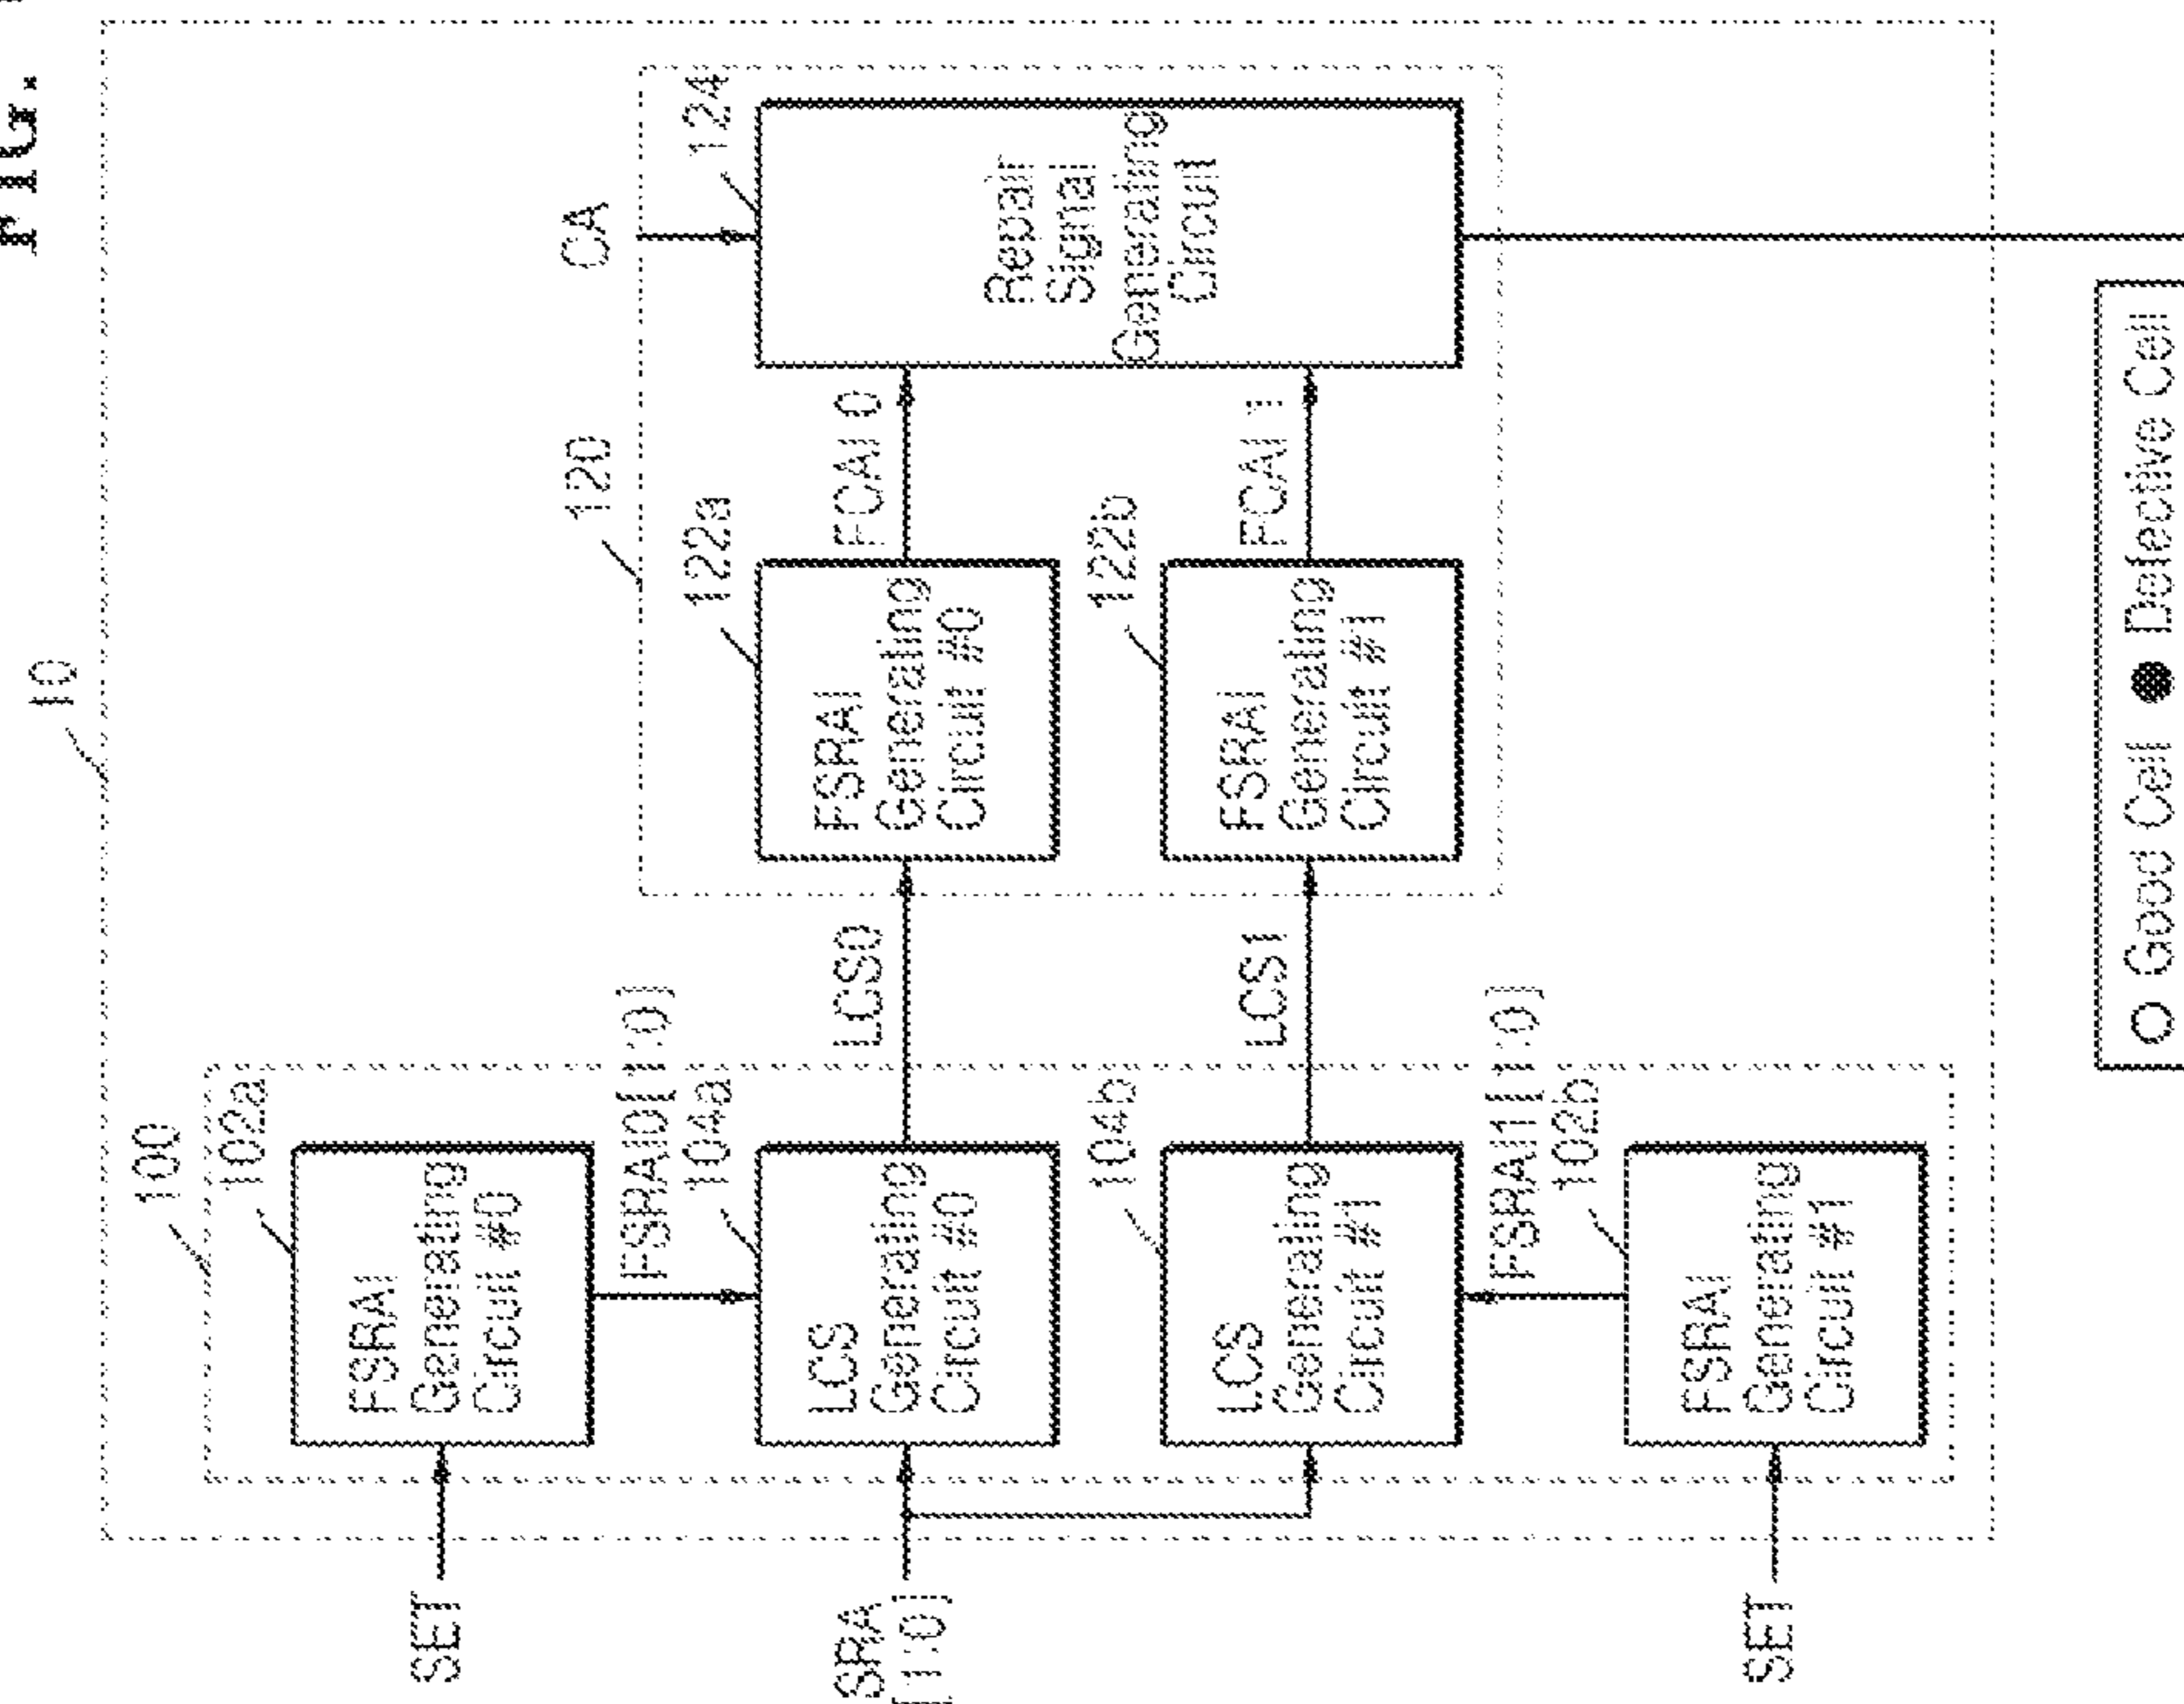 FIG.
10
100
102a
FSRAI
Generating
Circuit #0
SET
FSRAI0[1:0]
104a
LCS
Generating
Circuit #0
SRA
[1:0]
LCS0
104b
LCS
Generating
Circuit #1
LCS1
FSRAI1[1:0]
102b
FSRAI
Generating
Circuit #1
SET
120
122a
FSRAI
Generating
Circuit #0
FCAI 0
122b
FSRAI
Generating
Circuit #1
FCAI 1
CA
124
Repair
Signal
Generating
Circuit
Good Cell
Defective Cell